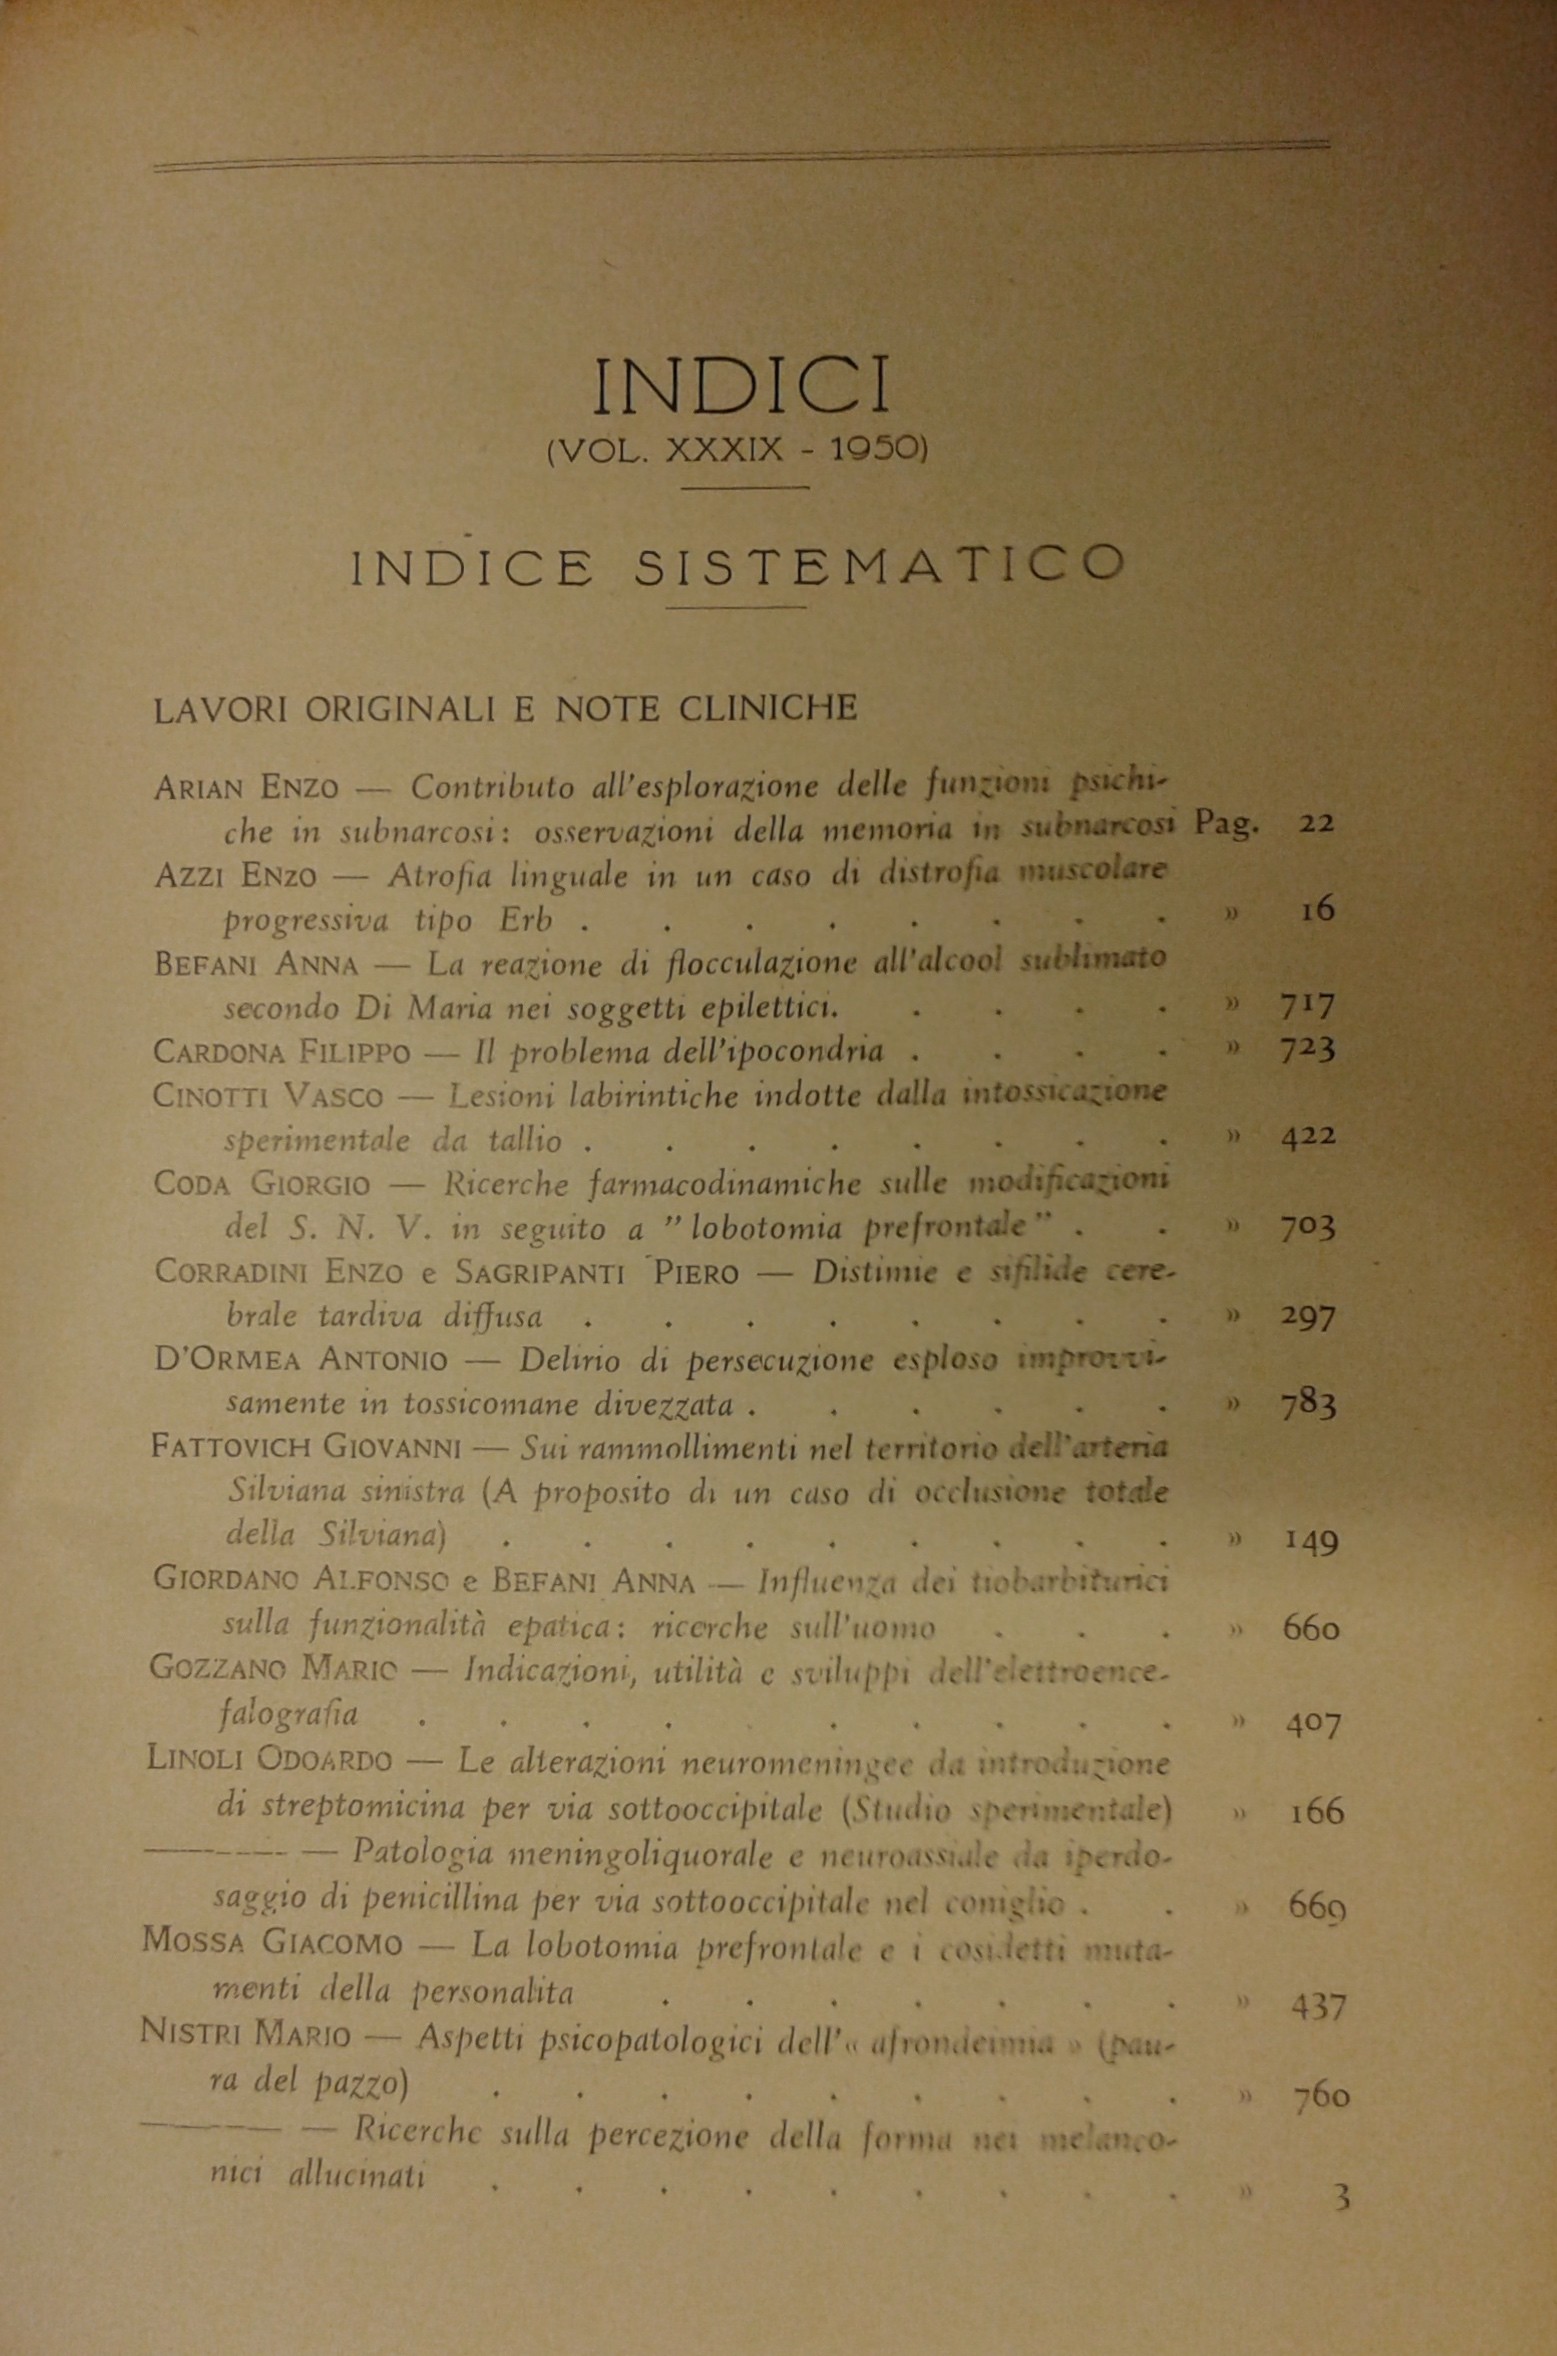 INDICI
(VOL. XXXIX - 1950)
INDICE SISTEMATICO
LAVORI ORIGINALI E NOTE CLINICHE
ARIAN ENZO — Contributo all'esplorazione delle funzioni psichi-
che in subnarcosi: osservazioni della memoria in subnarcosi Pag. 22
AZZI ENZO — Atrofia linguale in un caso di distrofia muscolare
progressiva tipo Erb . . . . . . . . » 16
BEFANI ANNA — La reazione di flocculazione all'alcool sublimato
secondo Di Maria nei soggetti epilettici. . . . . » 717
CARDONA FILIPPO — Il problema dell'ipocondria . . . . » 723
CINOTTI VASCO — Lesioni labirintiche indotte dalla intossicazione
sperimentale da tallio . . . . . . . . » 422
CODA GIORGIO — Ricerche farmacodinamiche sulle modificazioni
del S. N. V. in seguito a "lobotomia prefrontale" . . » 703
CORRADINI ENZO e SAGRIPANTI PIERO — Distimie e sifilide cere-
brale tardiva diffusa . . . . . . . . » 297
D'ORMEA ANTONIO — Delirio di persecuzione esploso improvvi-
samente in tossicomane divezzata . . . . . . » 783
FATTOVICH GIOVANNI — Sui rammollimenti nel territorio dell'arteria
Silviana sinistra (A proposito di un caso di occlusione totale
della Silviana) . . . . . . . . . » 149
GIORDANO ALFONSO e BEFANI ANNA — Influenza dei tiobarbiturici
sulla funzionalità epatica: ricerche sull'uomo . . . » 660
GOZZANO MARIO — Indicazioni, utilità e sviluppi dell'elettroence-
falografia . . . . . . . . . » 407
LINOLI ODOARDO — Le alterazioni neuromeningee da introduzione
di streptomicina per via sottooccipitale (Studio sperimentale) » 166
——— — Patologia meningoliquorale e neuroassiale da iperdo-
saggio di penicillina per via sottooccipitale nel coniglio . . » 669
MOSSA GIACOMO — La lobotomia prefrontale e i cosidetti muta-
menti della personalita . . . . . . . » 437
NISTRI MARIO — Aspetti psicopatologici dell'« » (pau-
ra del pazzo) . . . . . . . . . » 760
——— — Ricerche sulla percezione della forma nei melanco-
nici allucinati . . . . . . . . . » 3